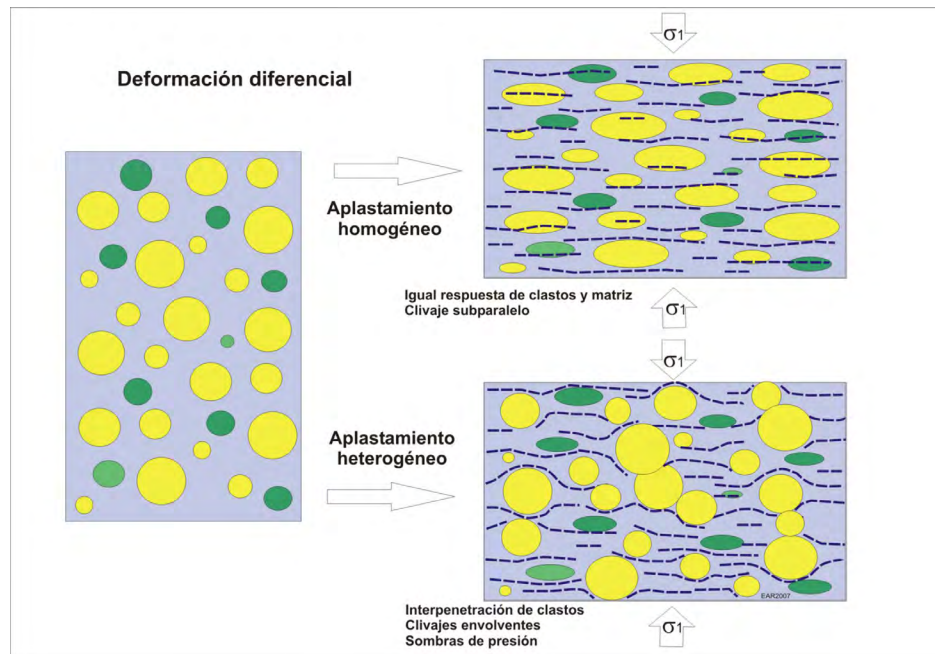 σ1
Deformación diferencial
Aplastamiento
homogéneo
Igual respuesta de clastos y matriz
Clivaje subparalelo
σ1
σ1
Aplastamiento
heterogéneo
EAR2007
Interpenetración de clastos
Clivajes envolventes
Sombras de presión
σ1